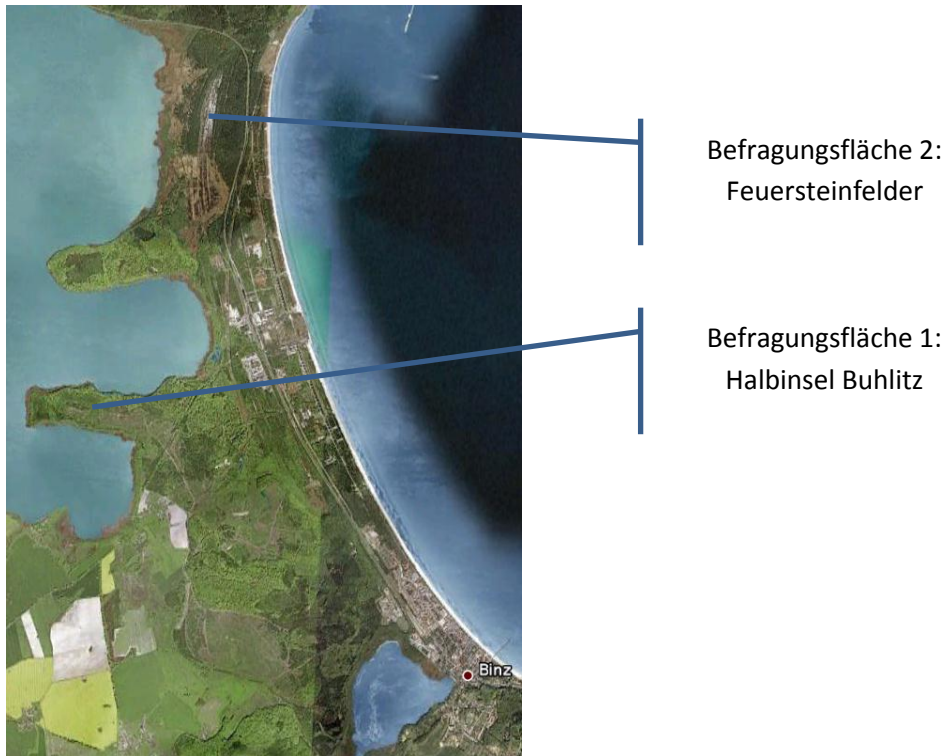 Befragungsfläche 2:
Feuersteinfelder
Befragungsfläche 1:
Halbinsel Buhlitz
Binz